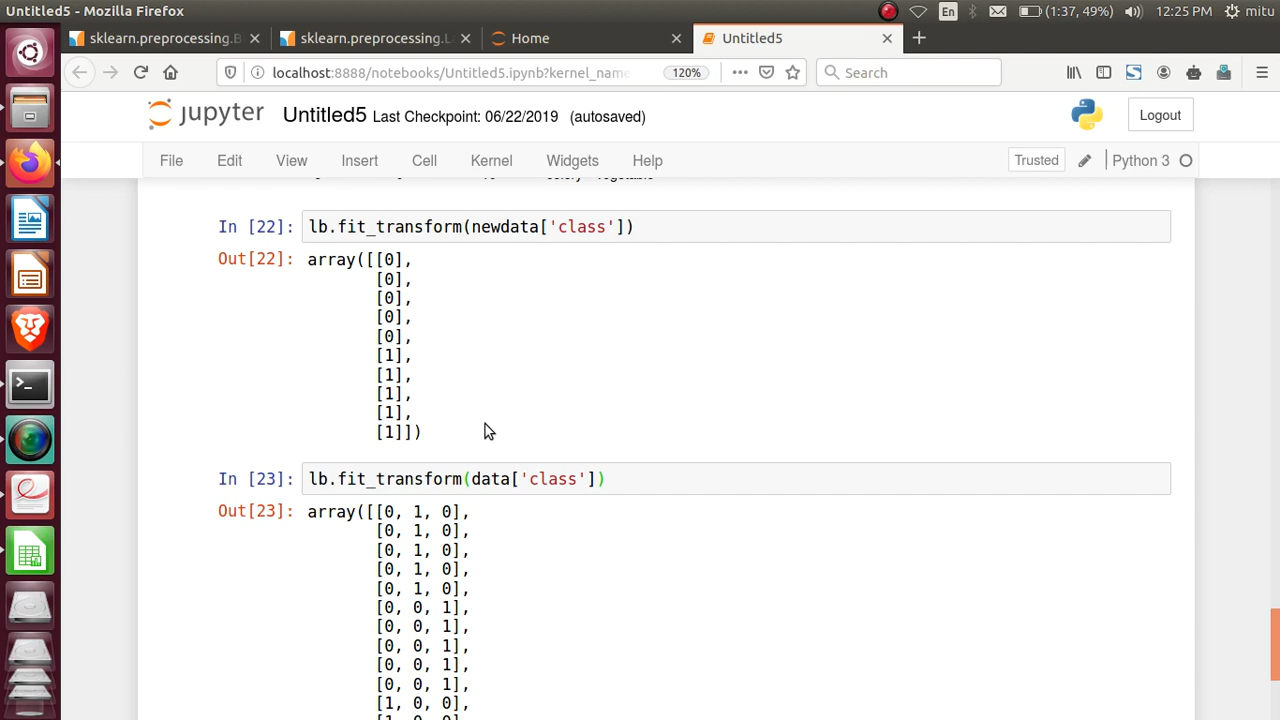 Untitled5 - Mozilla Firefox
En
(1:37, 49%)
12:25 PM
mitu
sklearn.preprocessing.B
sklearn.preprocessing.La
Home
Untitled5
localhost:8888/notebooks/Untitled5.ipynb?kernel_name
120%
Search
jupyter
Untitled5 Last Checkpoint: 06/22/2019 (autosaved)
Logout
File Edit View Insert Cell Kernel Widgets Help
Trusted
Python 3
In [22]: lb.fit_transform(newdata['class'])
Out[22]: array([[0],
[0],
[0],
[0],
[0],
[1],
[1],
[1],
[1],
[1]])
In [23]: lb.fit_transform(data['class'])
Out[23]: array([[0, 1, 0],
[0, 1, 0],
[0, 1, 0],
[0, 1, 0],
[0, 1, 0],
[0, 0, 1],
[0, 0, 1],
[0, 0, 1],
[0, 0, 1],
[0, 0, 1]
[1, 0, 0]